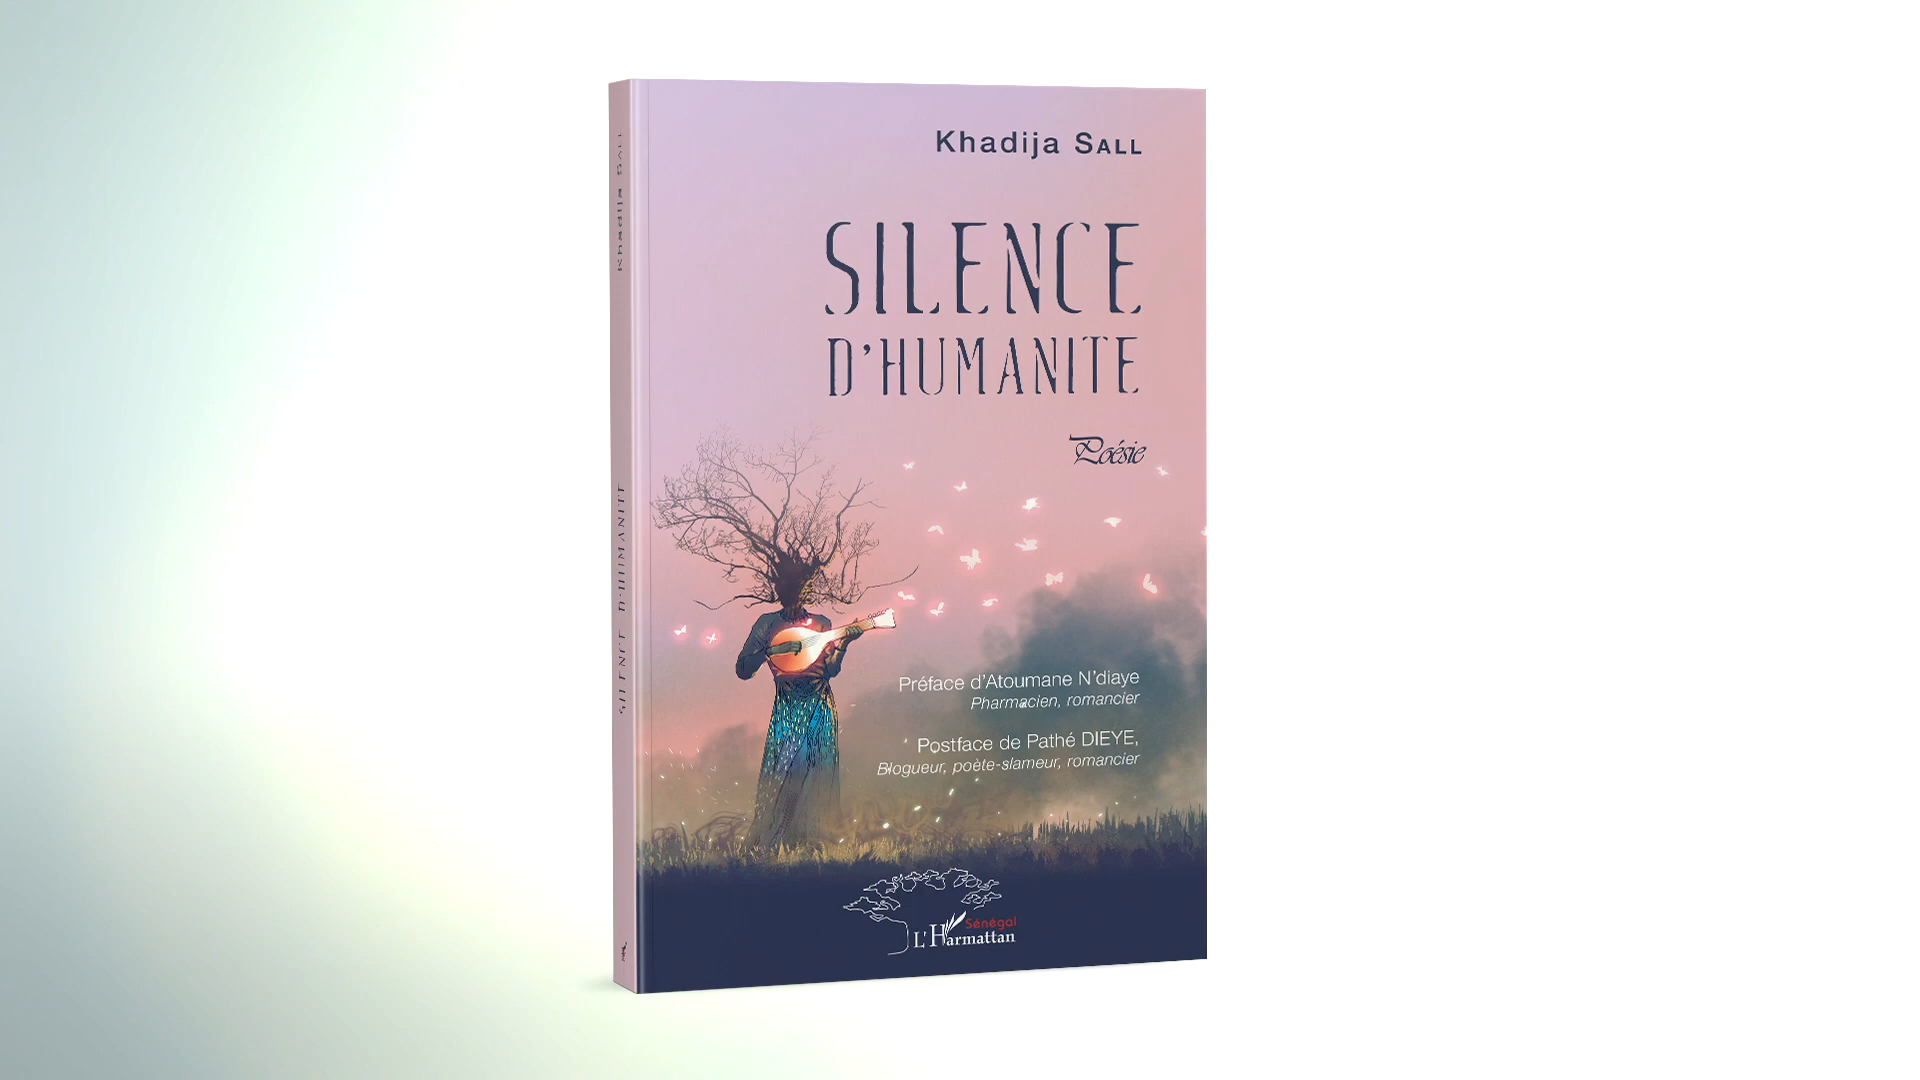 Khadija SALL
SILENCE
D'HUMANITE
Poésie
Préface d'Atoumane N'diaye
Pharmacien, romancier
Postface de Pathé DIEYE,
Blogueur, poète-slameur, romancier
Sénégal
L'Harmattan
Khadija SALL
SILENCE D'HUMANITE